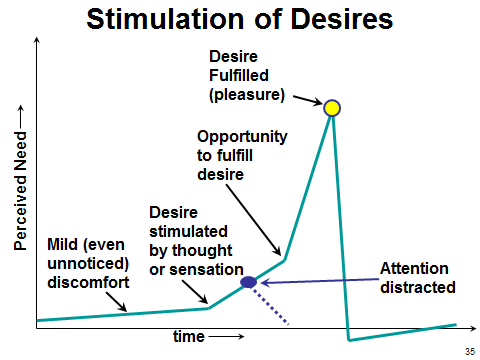 Stimulation of Desires
Desire
Fulfilled
(pleasure)
Opportunity
to fulfill
desire
Desire
stimulated
by thought
or sensation
Mild (even
unnoticed)
discomfort
Attention
distracted
Perceived Need
time
35